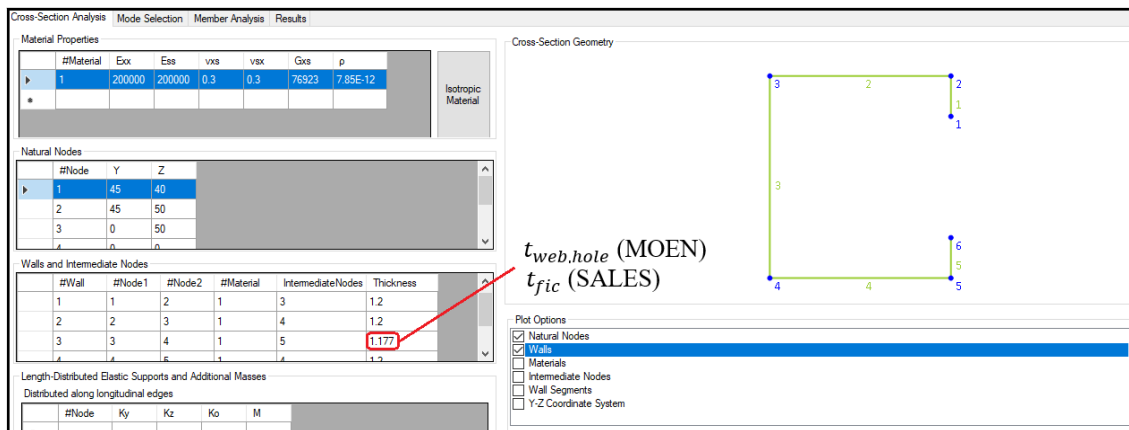 Cross-Section Analysis Mode Selection Member Analysis Results
Material Properties
#Material Exx Ess vxs vsx Gxs ρ
1 200000 200000 0.3 0.3 76923 7.85E-12
Isotropic
Material
Natural Nodes
#Node Y Z
1 45 40
2 45 50
3 0 50
4 0 0
Walls and Intermediate Nodes
#Wall #Node1 #Node2 #Material IntermediateNodes Thickness
1 1 2 1 3 1.2
2 2 3 1 4 1.2
3 3 4 1 5 1.177
4 4 5 1 4 1.2
Length-Distributed Elastic Supports and Additional Masses
Distributed along longitudinal edges
#Node Ky Kz Ko M
t_web,hole (MOEN)
t_fic (SALES)
Cross-Section Geometry
3 2 2
1
1
3
6
5
4 4 5
Plot Options
Natural Nodes
Walls
Materials
Intermediate Nodes
Wall Segments
Y-Z Coordinate System